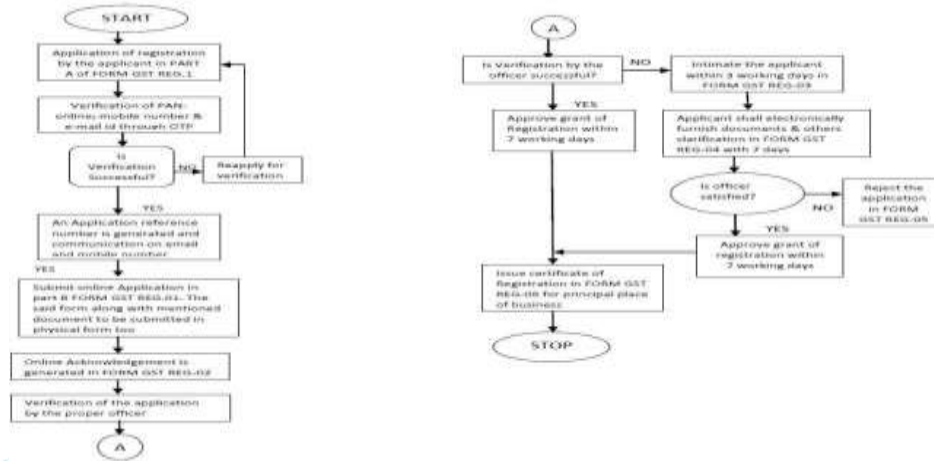 START
Application of registration
by the applicant in PART
A of FORM GST REG.1
Verification of PAN-
online; mobile number &
e-mail id through OTP
Is
Verification
Successful?
NO
Reapply for
verification
YES
An Application reference
number is generated and
communication on email
and mobile number
YES
Submit online Application in
part B FORM GST REG-01. The
said form along with mentioned
document to be submitted in
physical form too
Online Acknowledgement is
generated in FORM GST REG-02
Verification of the application
by the proper officer
A
A
Is Verification by the
officer successful?
NO
Intimate the applicant
within 3 working days in
FORM GST REG-03
YES
Approve grant of
Registration within
7 working days
Applicant shall electronically
furnish documents & others
clarification in FORM GST
REG-04 with 7 days
Is officer
satisfied?
NO
Reject the
application
in FORM
GST REG-05
YES
Approve grant of
registration within
7 working days
Issue certificate of
Registration in FORM GST
REG-06 for principal place
of business
STOP